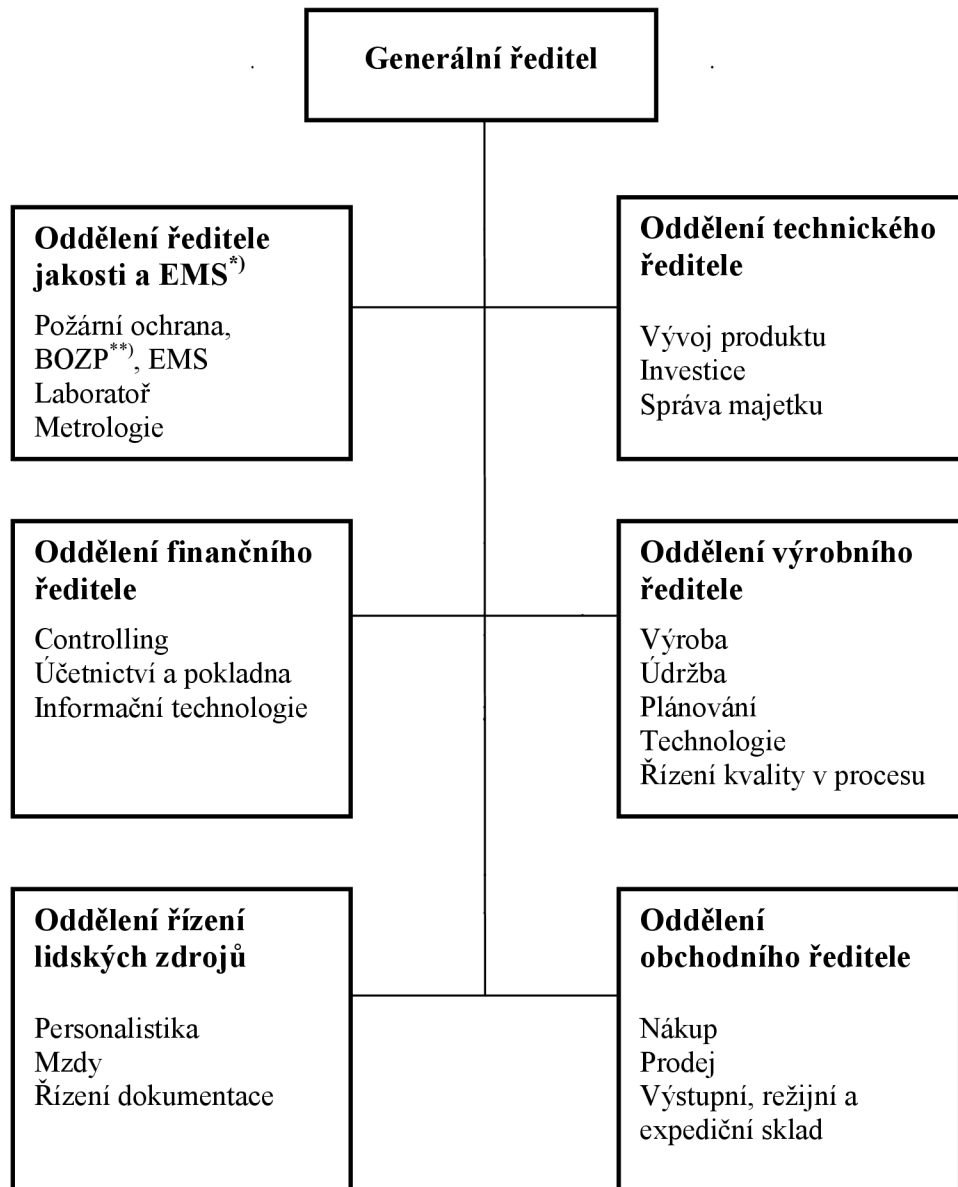 Generální ředitel
Oddělení ředitele
jakosti a EMS*)
Požární ochrana,
BOZP**), EMS
Laboratoř
Metrologie
Oddělení technického
ředitele
Vývoj produktu
Investice
Správa majetku
Oddělení finančního
ředitele
Controlling
Účetnictví a pokladna
Informační technologie
Oddělení výrobního
ředitele
Výroba
Údržba
Plánování
Technologie
Řízení kvality v procesu
Oddělení řízení
lidských zdrojů
Personalistika
Mzdy
Řízení dokumentace
Oddělení
obchodního ředitele
Nákup
Prodej
Výstupní, režijní a
expediční sklad